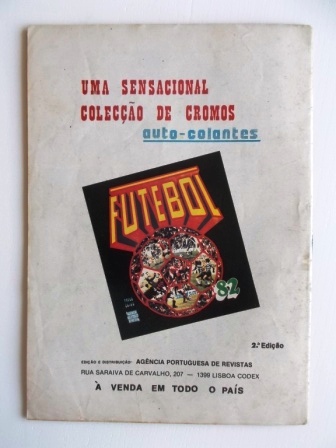 UMA SENSACIONAL
COLECÇÃO DE CROMOS
auto-colantes
FUTEBOL
82
2.ª Edição
EDIÇÃO E DISTRIBUIÇÃO: AGÊNCIA PORTUGUESA DE REVISTAS
RUA SARAIVA DE CARVALHO, 207 — 1399 LISBOA CODEX
À VENDA EM TODO O PAÍS